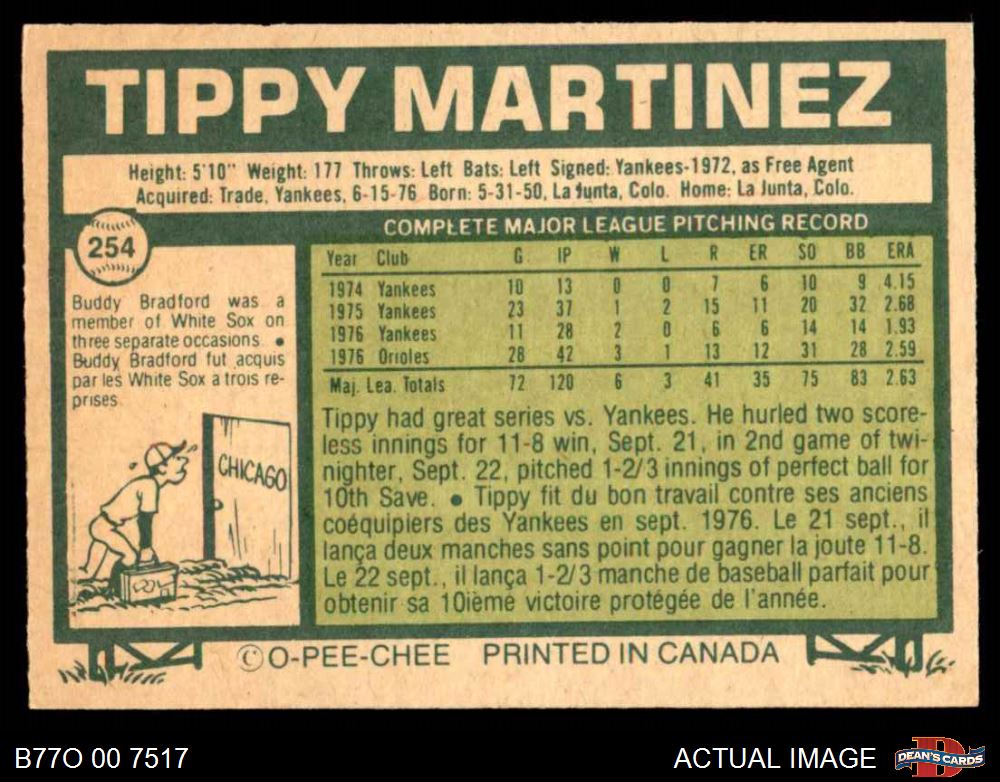 TIPPY MARTINEZ
Height: 5'10" Weight: 177 Throws: Left Bats: Left Signed: Yankees-1972, as Free Agent
Acquired: Trade, Yankees, 6-15-76 Born: 5-31-50, La Junta, Colo. Home: La Junta, Colo.
254
Buddy Bradford was a
member of White Sox on
three separate occasions. ●
Buddy Bradford fut acquis
par les White Sox a trois re-
prises.
CHICAGO
COMPLETE MAJOR LEAGUE PITCHING RECORD
Year Club G IP W L R ER SO BB ERA
1974 Yankees 10 13 0 0 7 6 10 9 4.15
1975 Yankees 23 37 1 2 15 11 20 32 2.68
1976 Yankees 11 28 2 0 6 6 14 14 1.93
1976 Orioles 28 42 3 1 13 12 31 28 2.59
Maj. Lea. Totals 72 120 6 3 41 35 75 83 2.63
Tippy had great series vs. Yankees. He hurled two score-
less innings for 11-8 win, Sept. 21, in 2nd game of twi-
nighter, Sept. 22, pitched 1-2/3 innings of perfect ball for
10th Save. ● Tippy fit du bon travail contre ses anciens
coéquipiers des Yankees en sept. 1976. Le 21 sept., il
lança deux manches sans point pour gagner la joute 11-8.
Le 22 sept., il lança 1-2/3 manche de baseball parfait pour
obtenir sa 10ième victoire protégée de l'année.
© O-PEE-CHEE PRINTED IN CANADA
B77O 00 7517
ACTUAL IMAGE
D
DEAN'S CARDS